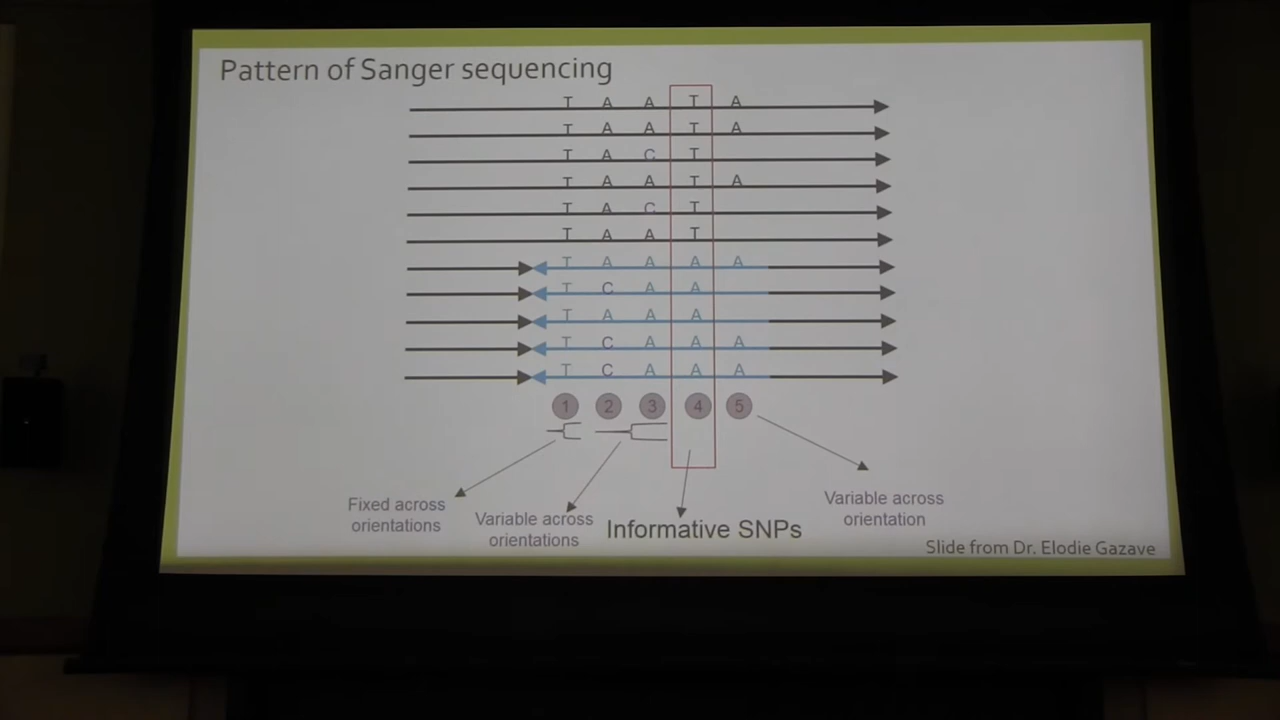 Pattern of Sanger sequencing
T A A T A
T A A T A
T A C T
T A A T A
T A C T
T A A T
T A A A A
T C A A
T A A A
T C A A A
T C A A A
1 2 3 4 5
Fixed across
orientations
Variable across
orientations
Informative SNPs
Variable across
orientation
Slide from Dr. Elodie Gazave